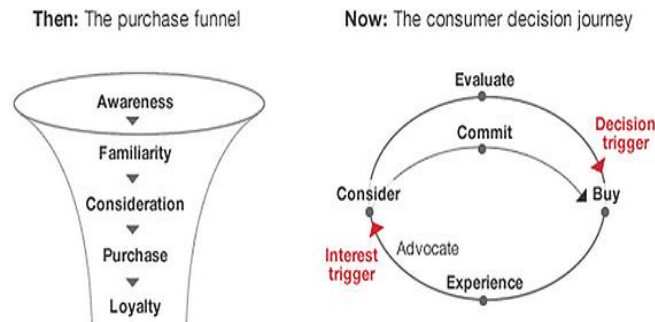 Then: The purchase funnel
Awareness
Familiarity
Consideration
Purchase
Loyalty
Now: The consumer decision journey
Evaluate
Commit
Decision
trigger
Consider
Buy
Interest
trigger
Advocate
Experience